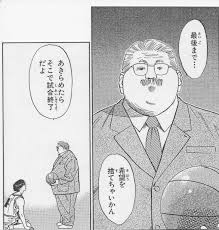 最後まで…
希望を
捨てちゃいかん
あきらめたら
そこで試合終了
だよ